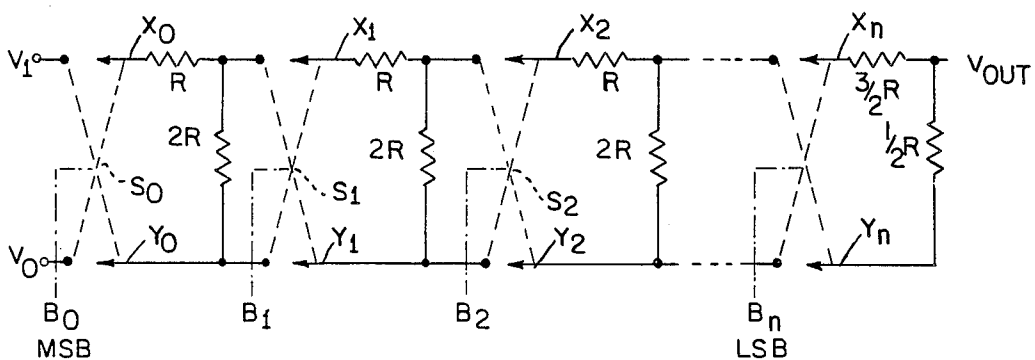 X0 X1 X2 Xn
V1 R R R 3/2R VOUT
2R 2R 2R 1/2R
S0 S1 S2
V0 Y0 Y1 Y2 Yn
B0 B1 B2 Bn
MSB LSB